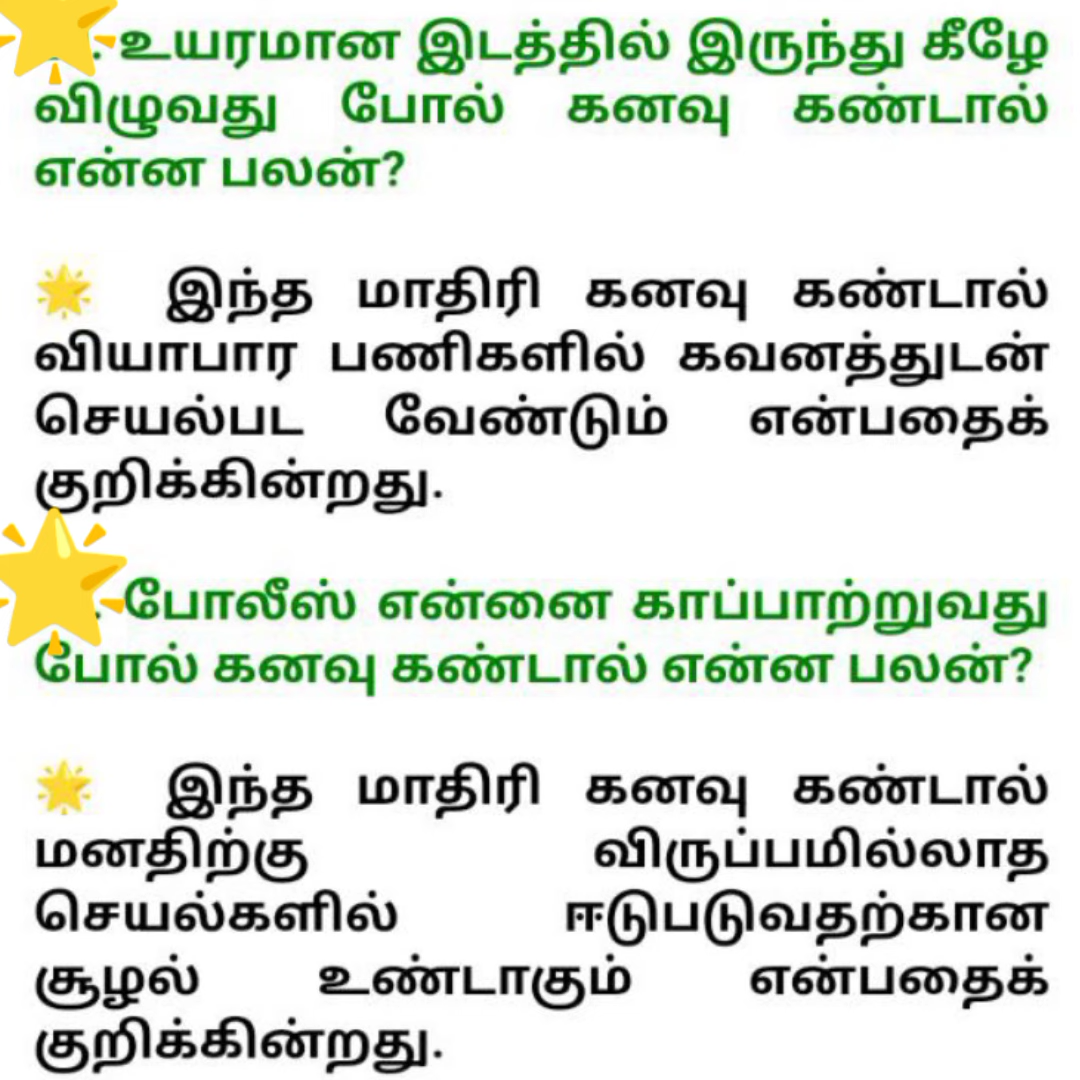 உயரமான இடத்தில் இருந்து கீழே
விழுவது போல் கனவு கண்டால்
என்ன பலன்?
இந்த மாதிரி கனவு கண்டால்
வியாபார பணிகளில் கவனத்துடன்
செயல்பட வேண்டும் என்பதைக்
குறிக்கின்றது.
போலீஸ் என்னை காப்பாற்றுவது
போல் கனவு கண்டால் என்ன பலன்?
இந்த மாதிரி கனவு கண்டால்
மனதிற்கு விருப்பமில்லாத
செயல்களில் ஈடுபடுவதற்கான
சூழல் உண்டாகும் என்பதைக்
குறிக்கின்றது.